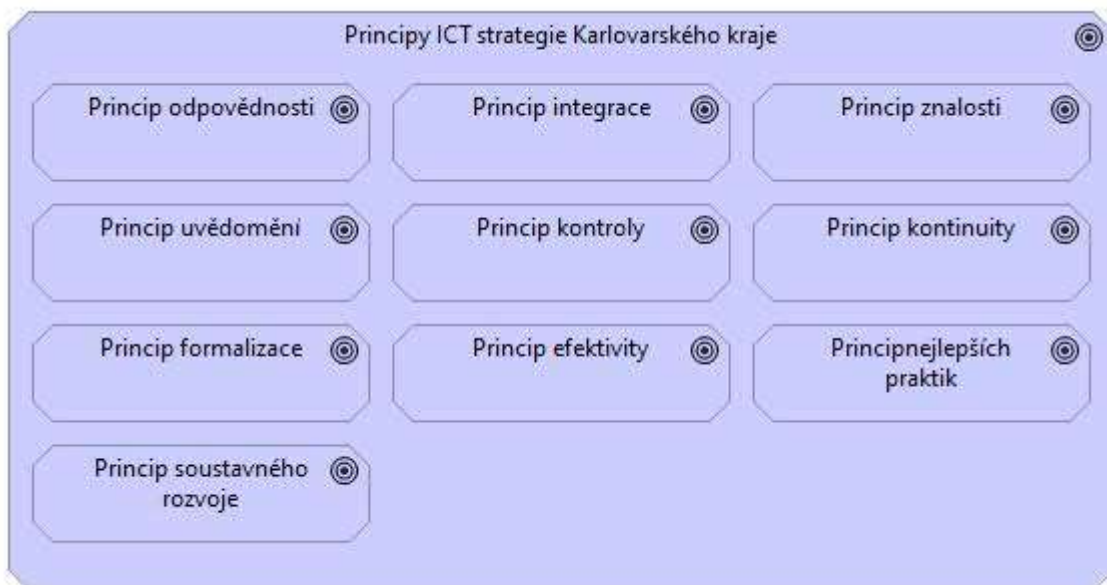 Principy ICT strategie Karlovarského kraje
Princip odpovědnosti
Princip integrace
Princip znalosti
Princip uvědomění
Princip kontroly
Princip kontinuity
Princip formalizace
Princip efektivity
Principnejlepších
praktik
Princip soustavného
rozvoje